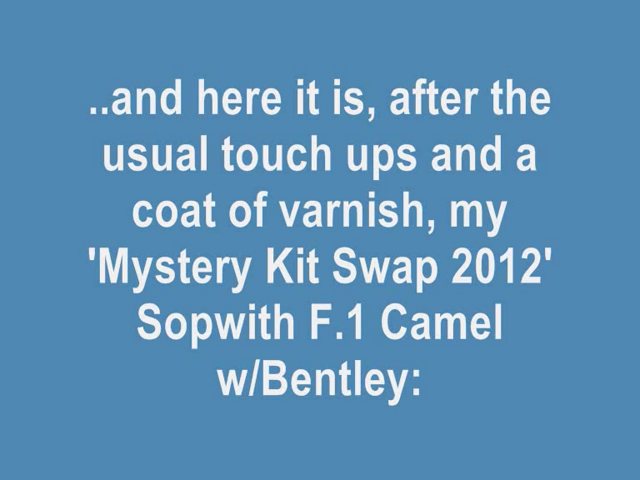 ..and here it is, after the
usual touch ups and a
coat of varnish, my
'Mystery Kit Swap 2012'
Sopwith F.1 Camel
w/Bentley: